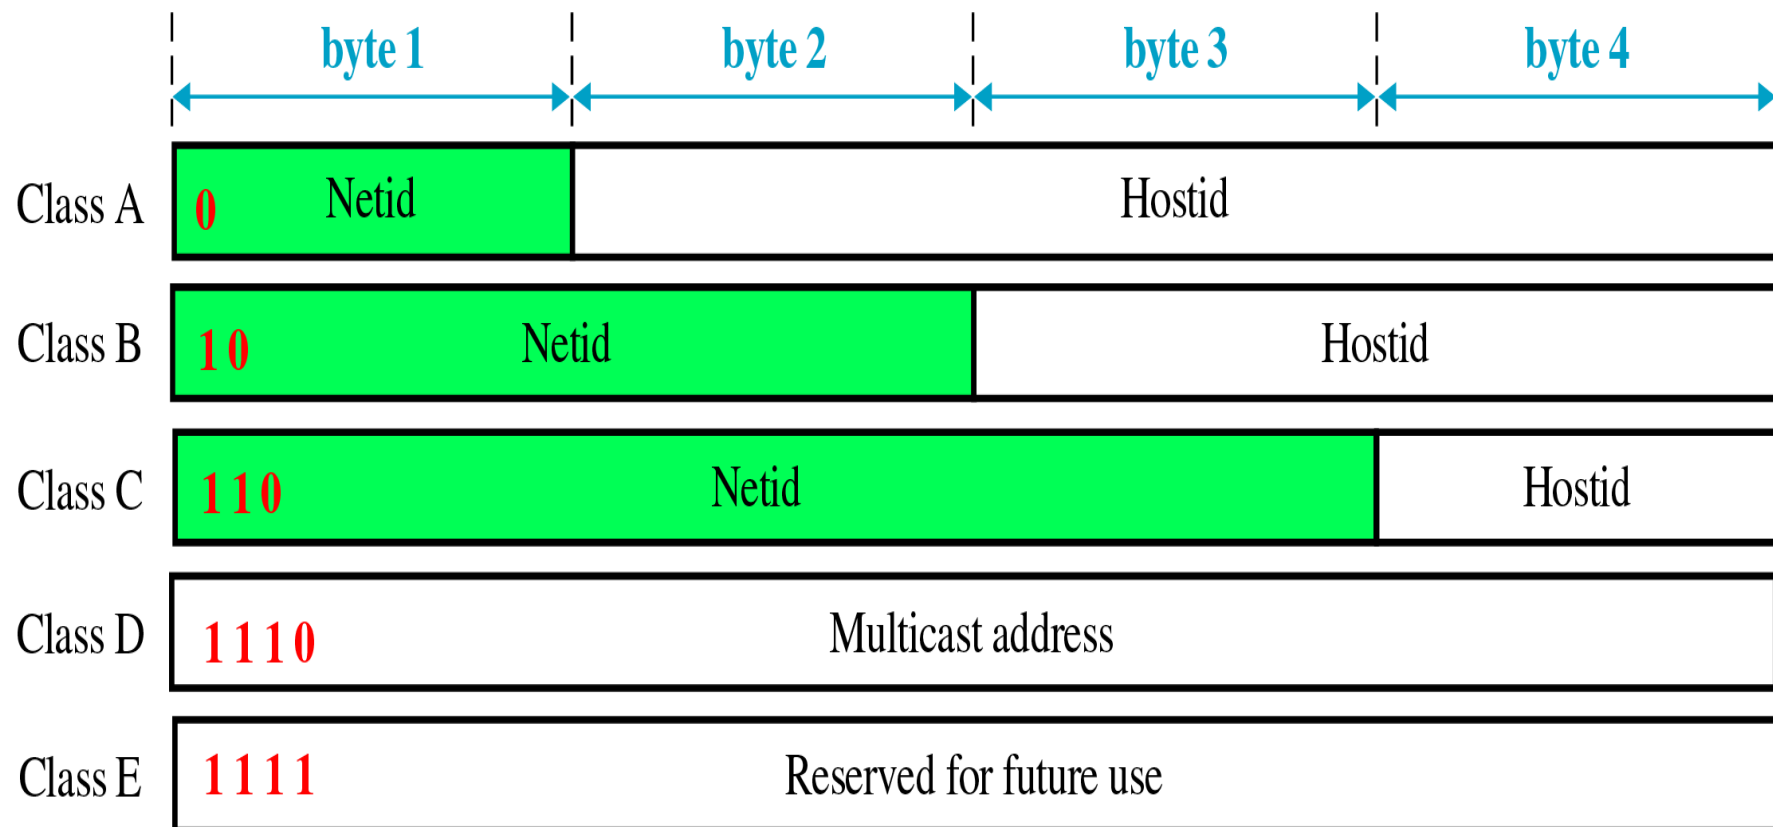 byte 1 byte 2 byte 3 byte 4
Class A 0 Netid Hostid
Class B 1 0 Netid Hostid
Class C 1 1 0 Netid Hostid
Class D 1 1 1 0 Multicast address
Class E 1 1 1 1 Reserved for future use